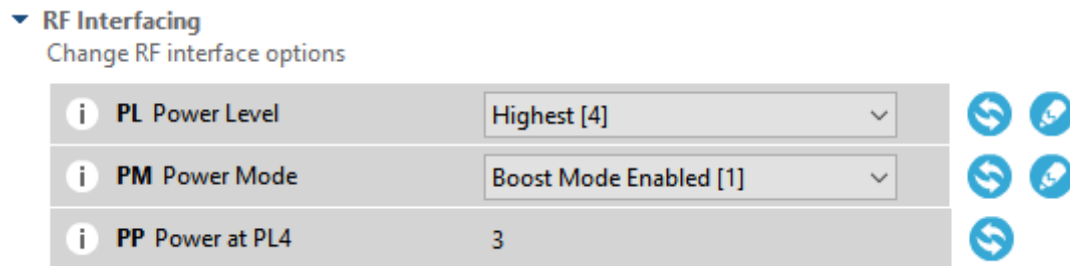 RF Interfacing
Change RF interface options
i PL Power Level Highest [4]
i PM Power Mode Boost Mode Enabled [1]
i PP Power at PL4 3